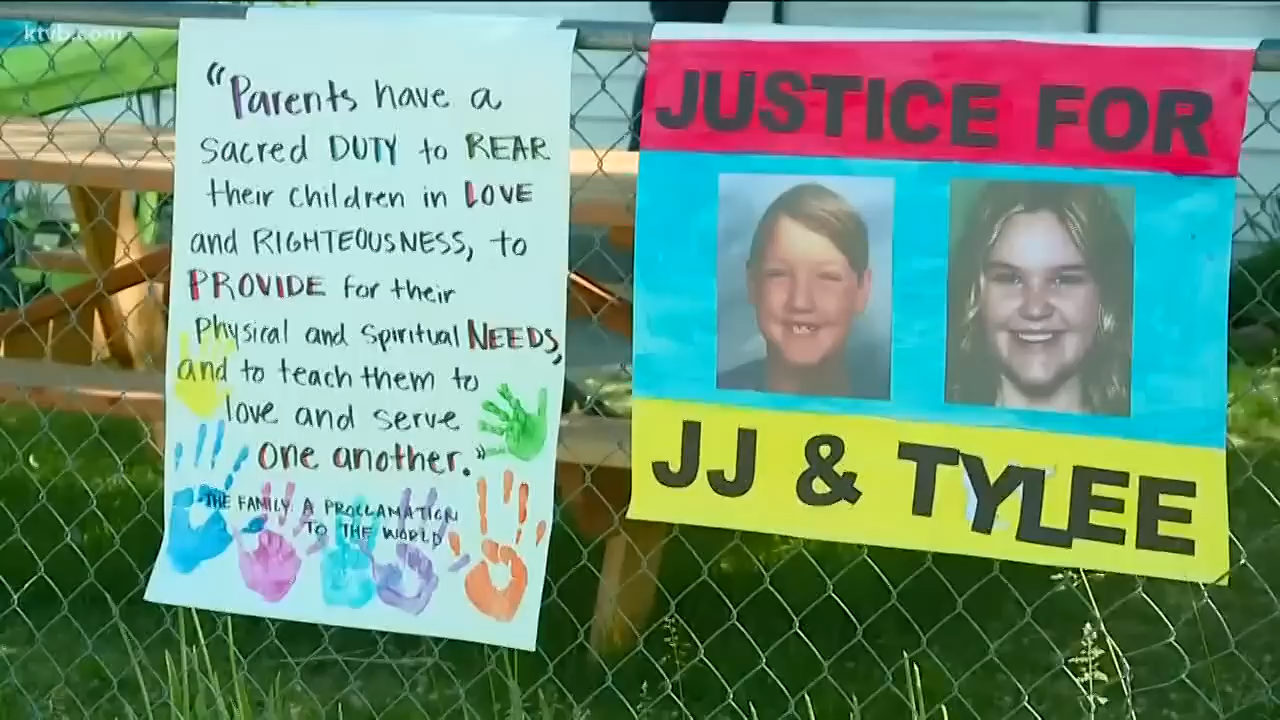 ktvb.com
"Parents have a
sacred DUTY to REAR
their children in LOVE
and RIGHTEOUSNESS, to
PROVIDE for their
Physical and Spiritual NEEDS,
and to teach them to
love and serve
one another."
THE FAMILY: A PROCLAMATION
TO THE WORLD
JUSTICE FOR
JJ & TYLEE